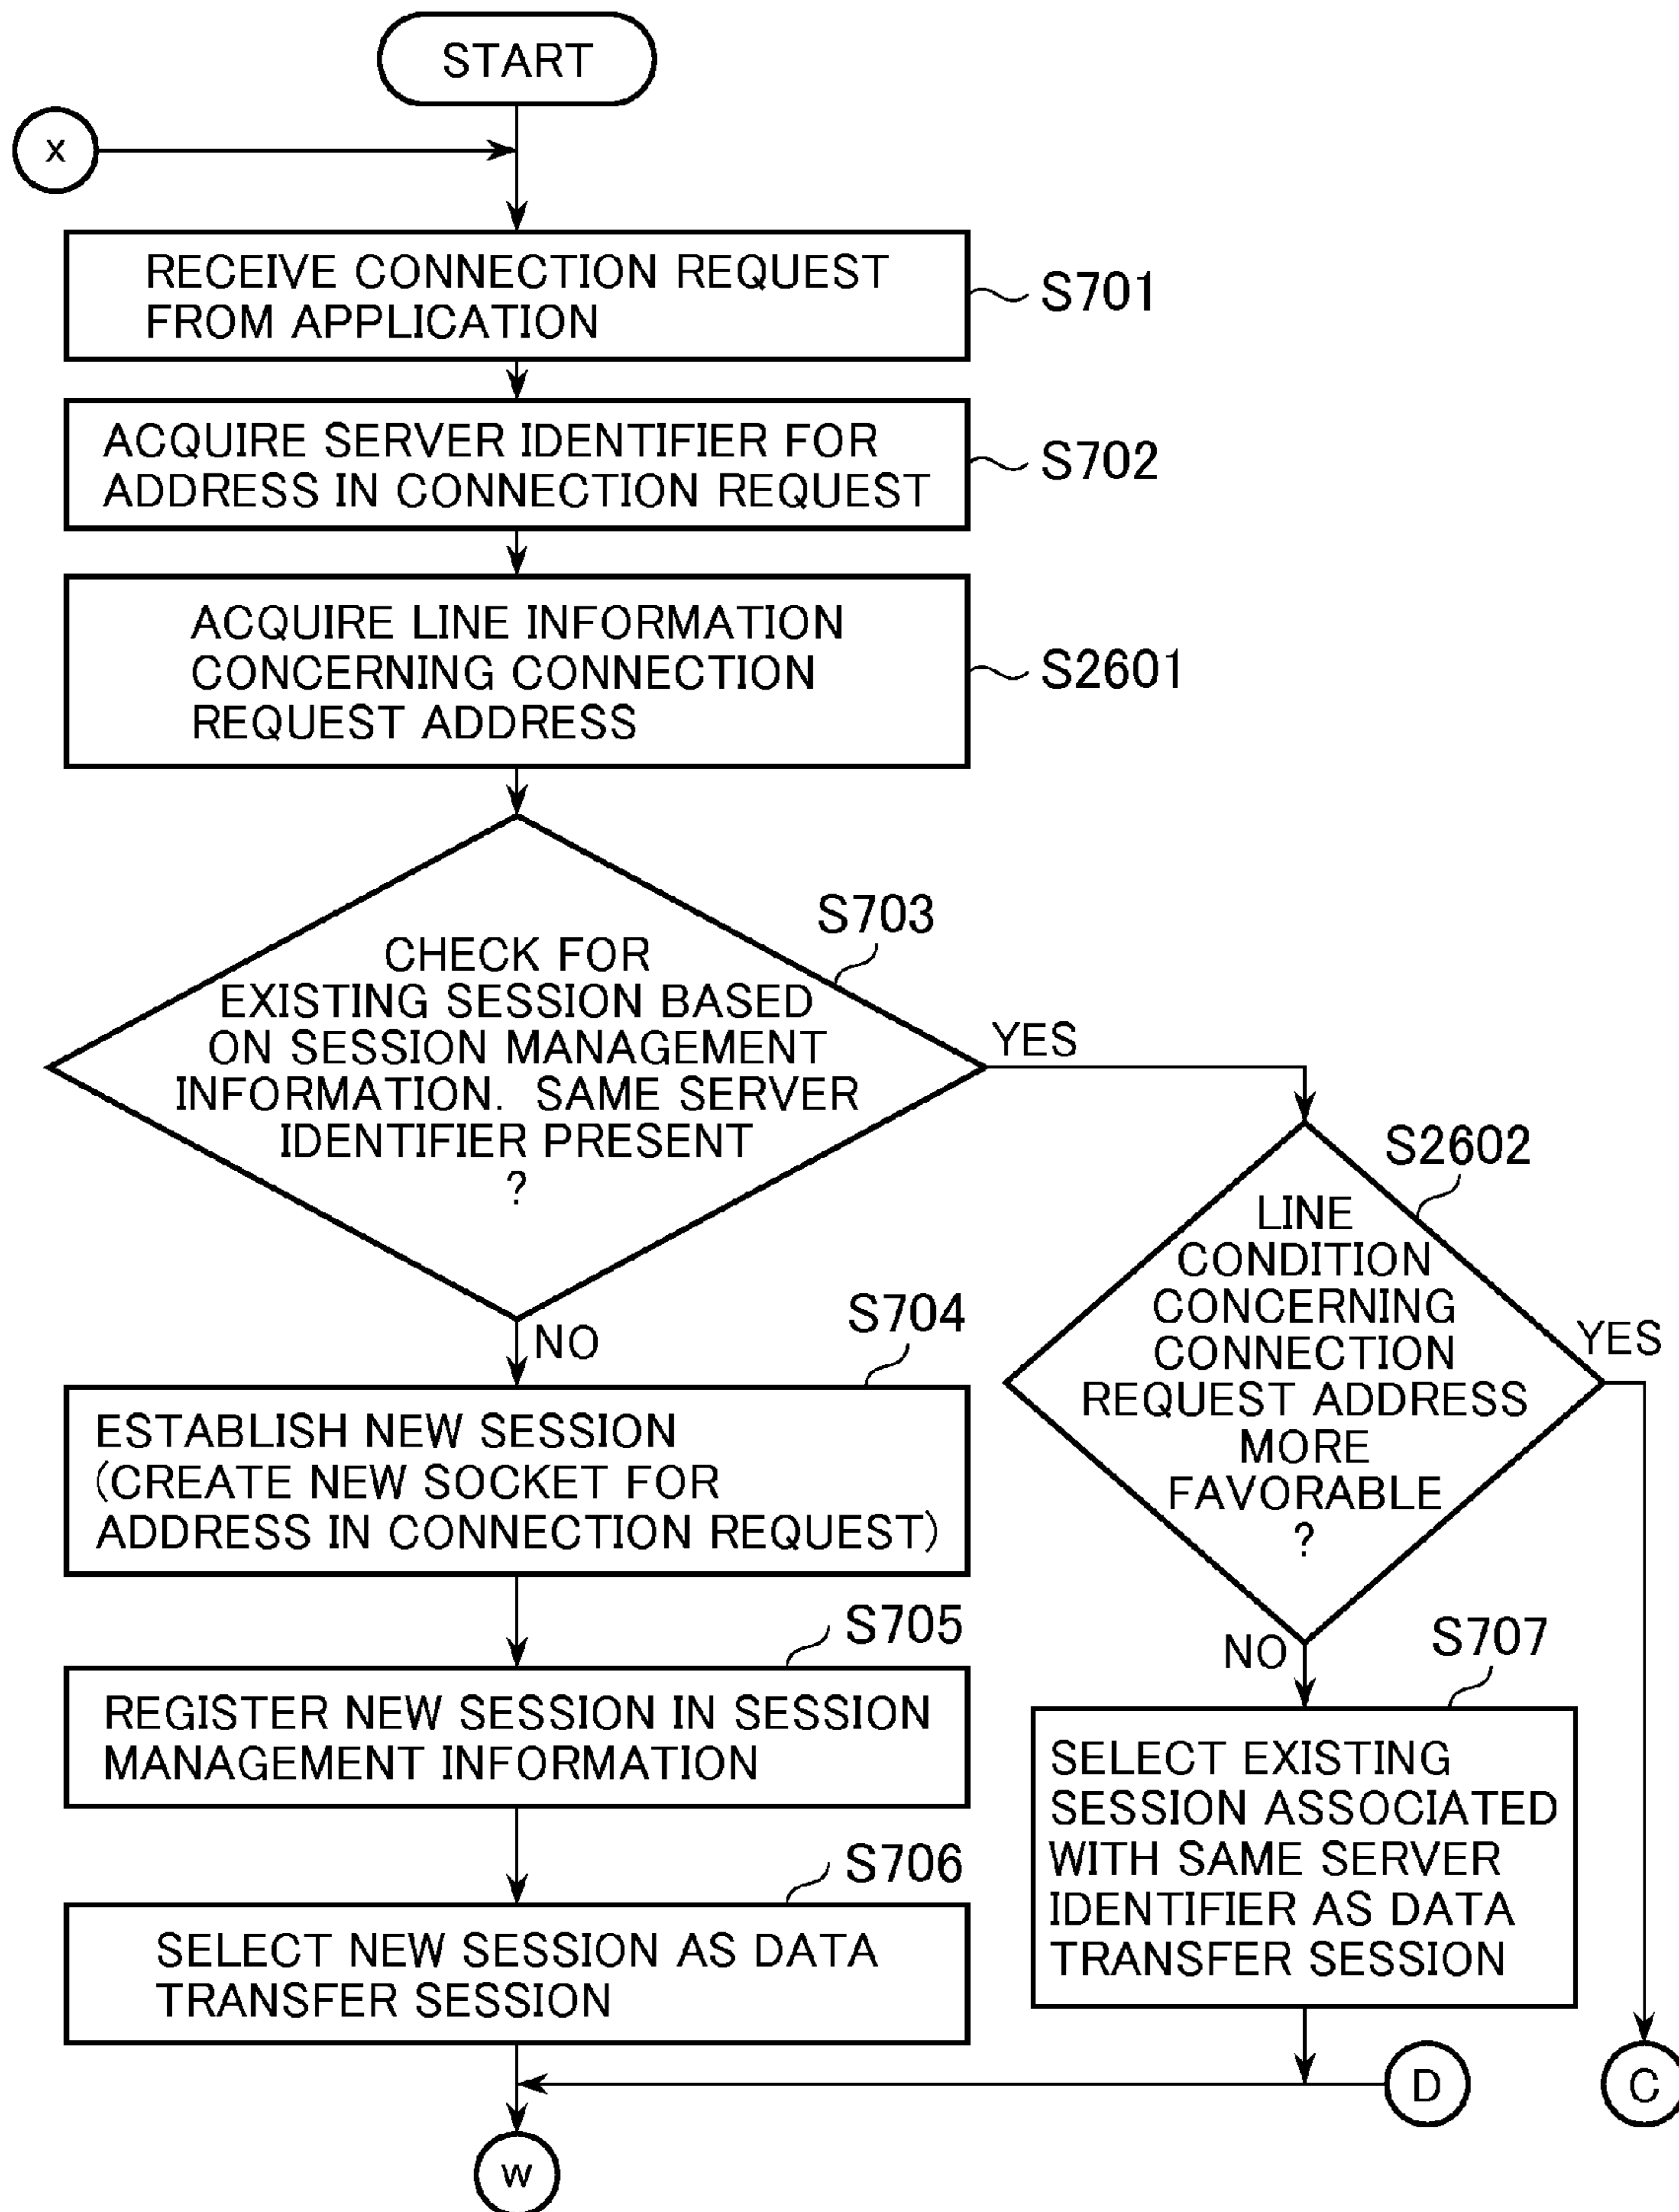 START
x
RECEIVE CONNECTION REQUEST
FROM APPLICATION
S701
ACQUIRE SERVER IDENTIFIER FOR
ADDRESS IN CONNECTION REQUEST
S702
ACQUIRE LINE INFORMATION
CONCERNING CONNECTION
REQUEST ADDRESS
S2601
S703
CHECK FOR
EXISTING SESSION BASED
ON SESSION MANAGEMENT
INFORMATION. SAME SERVER
IDENTIFIER PRESENT
?
YES
NO
S2602
LINE
CONDITION
CONCERNING
CONNECTION
REQUEST ADDRESS
MORE
FAVORABLE
?
YES
NO
S704
ESTABLISH NEW SESSION
(CREATE NEW SOCKET FOR
ADDRESS IN CONNECTION REQUEST)
S705
REGISTER NEW SESSION IN SESSION
MANAGEMENT INFORMATION
S706
SELECT NEW SESSION AS DATA
TRANSFER SESSION
S707
SELECT EXISTING
SESSION ASSOCIATED
WITH SAME SERVER
IDENTIFIER AS DATA
TRANSFER SESSION
D
C
w